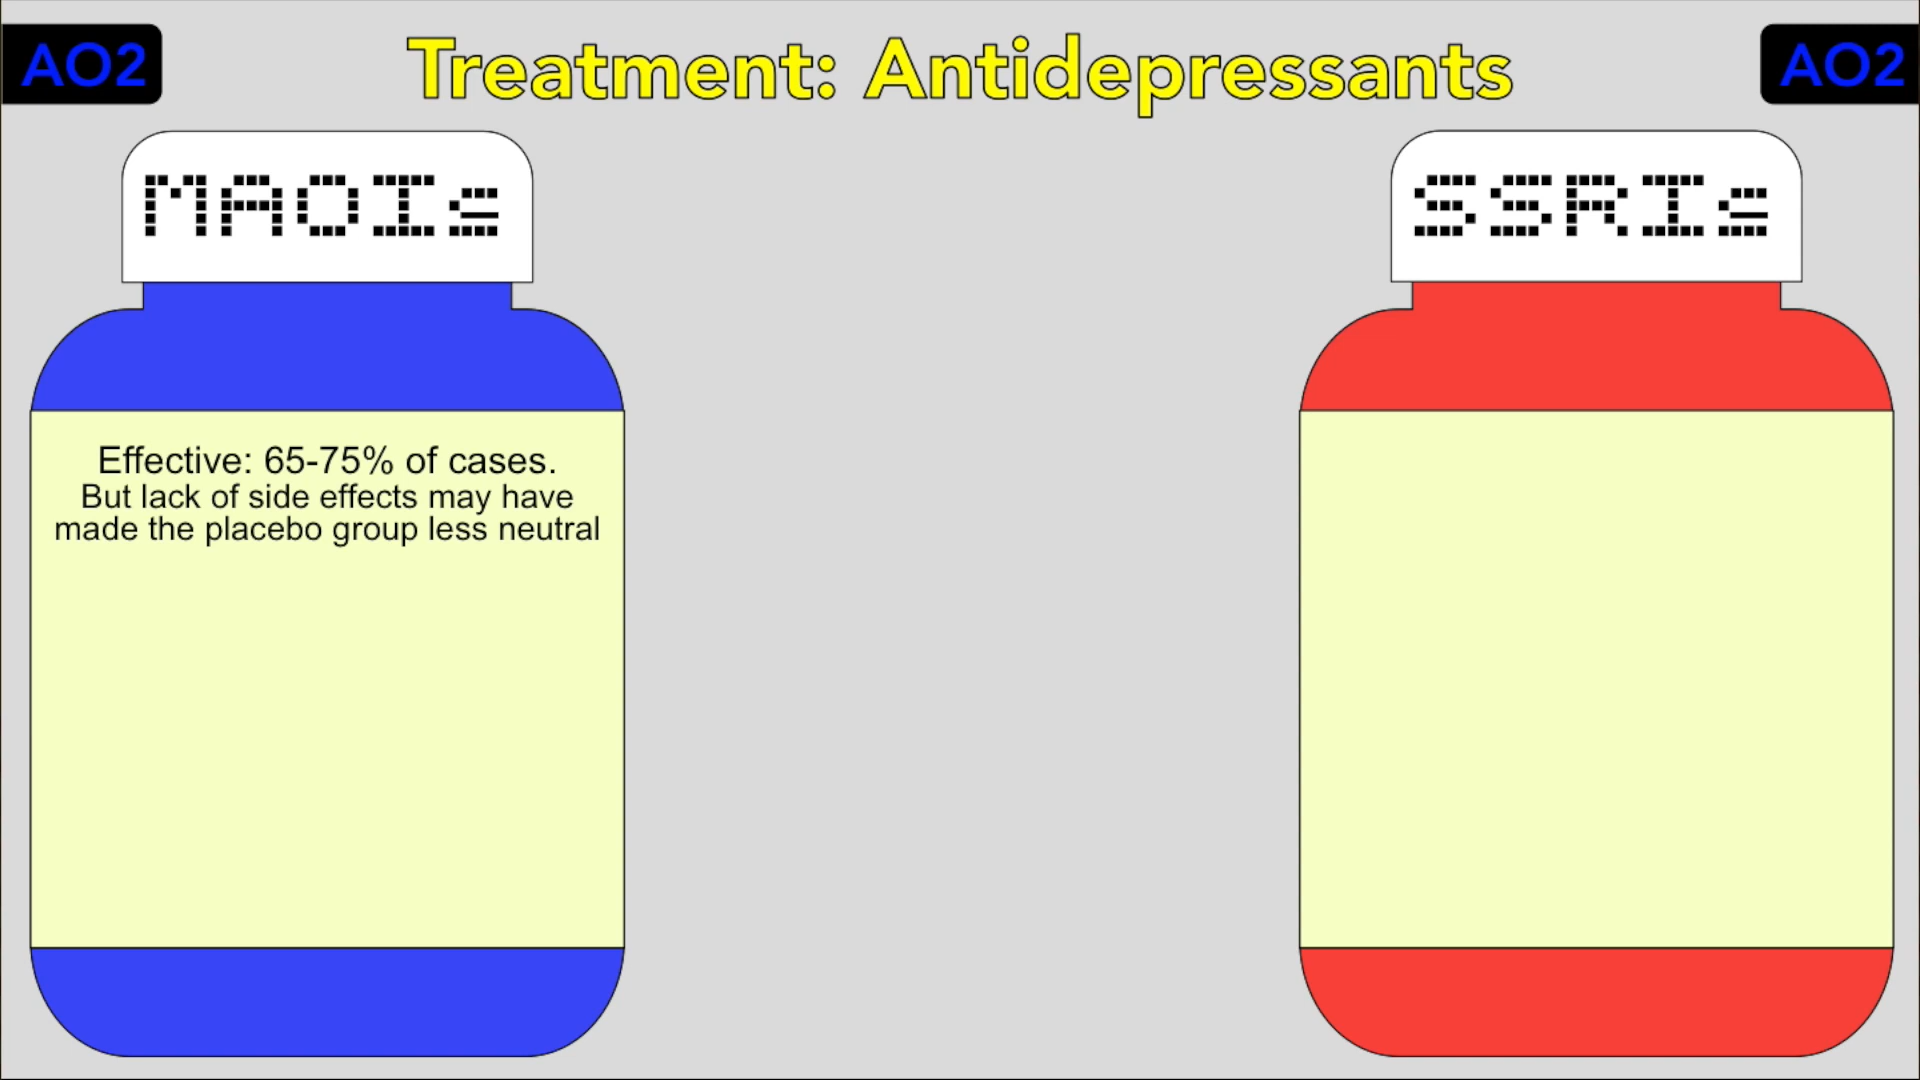 AO2
Treatment: Antidepressants
AO2
MAOIs
SSRIs
Effective: 65-75% of cases.
But lack of side effects may have
made the placebo group less neutral